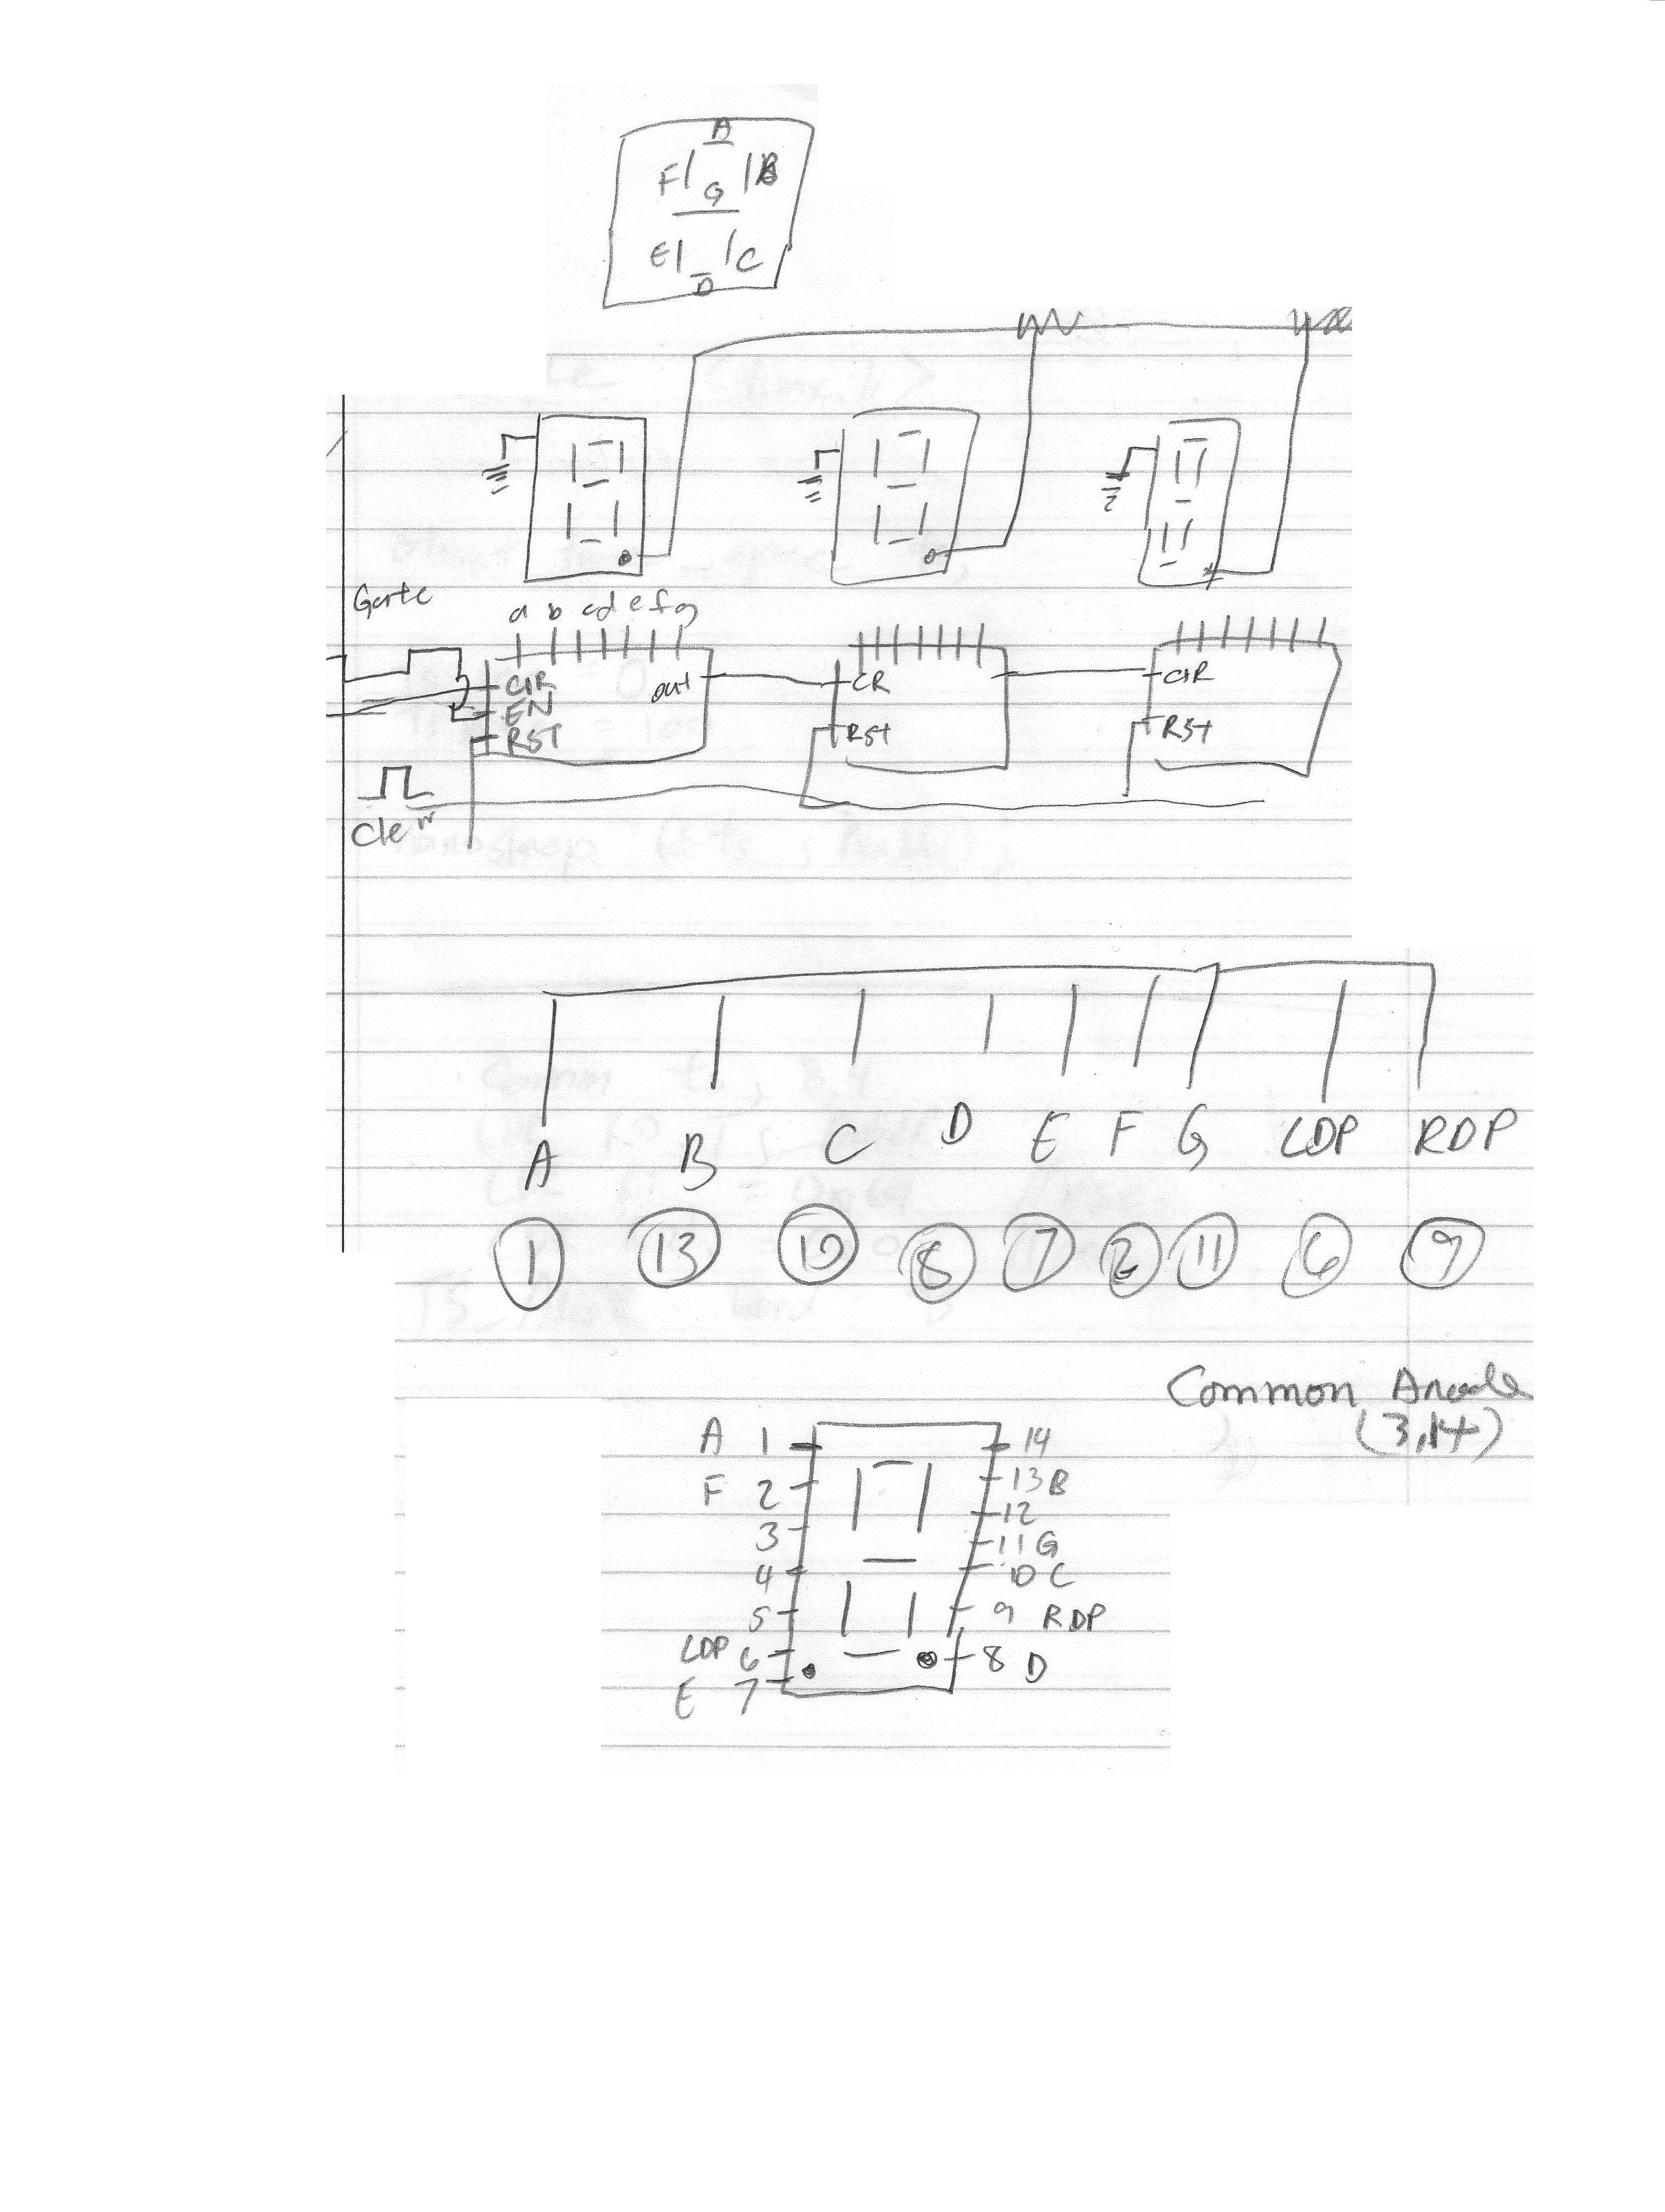 A
F G B
E C
D
Gate
a b c d e f g
CLR out CR CLR
EN
RST RST RST
Clear
A B C D E F G LDP RDP
1 13 10 8 7 2 11 6 9
Common Anode
(3,14)
A 1 14
F 2 13 B
3 12
11 G
4 10 C
5 9 RDP
LDP 6 8 D
E 7